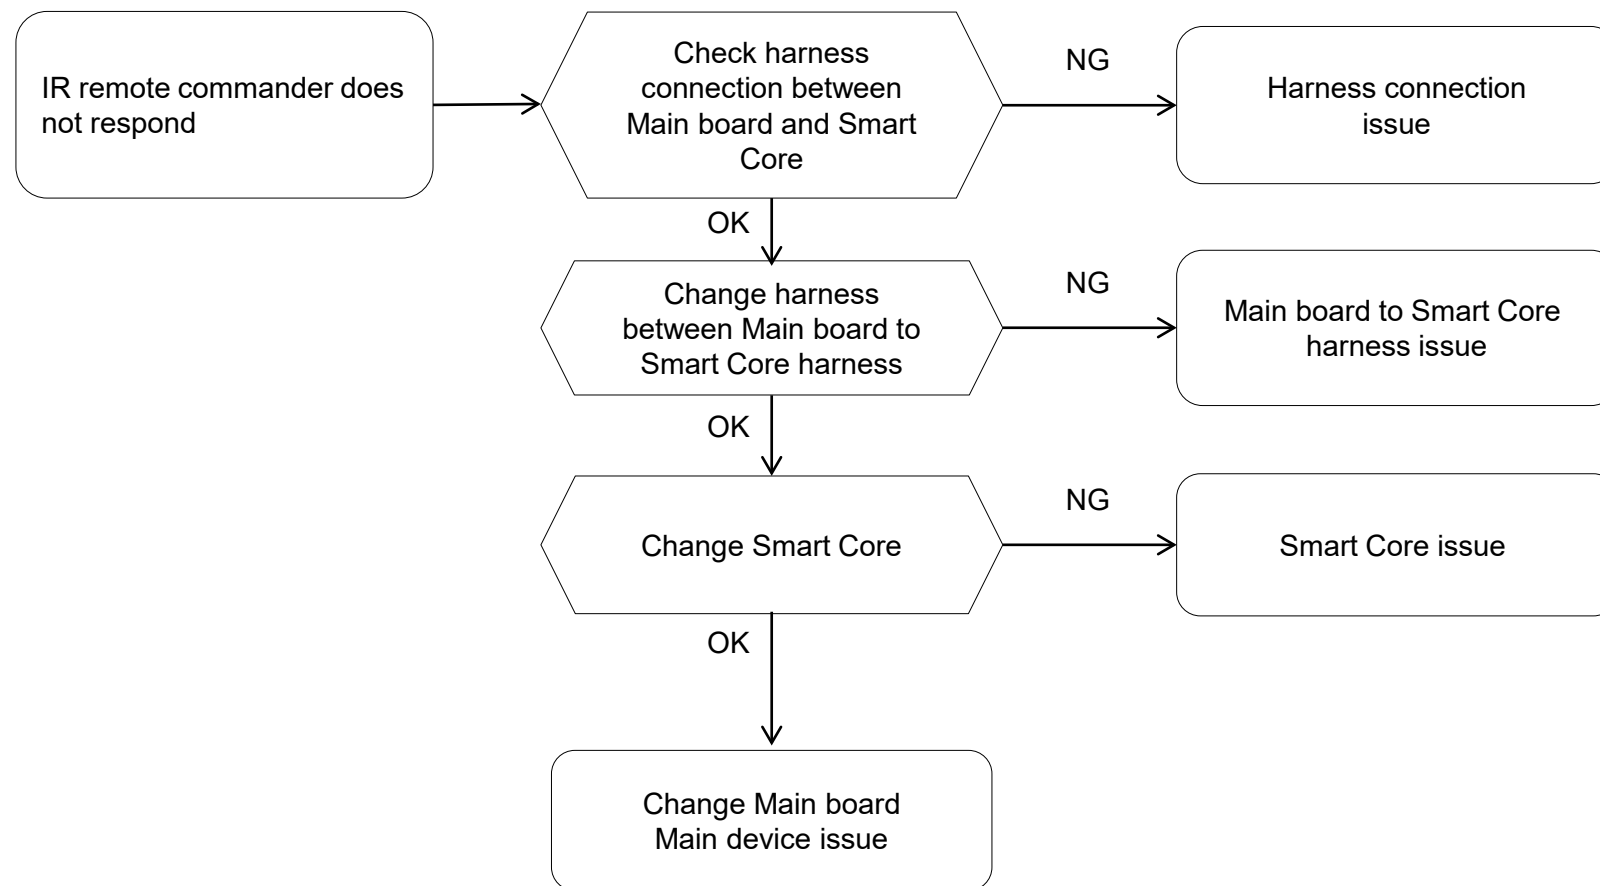 IR remote commander does
not respond
Check harness
connection between
Main board and Smart
Core
NG
Harness connection
issue
OK
Change harness
between Main board to
Smart Core harness
NG
Main board to Smart Core
harness issue
OK
Change Smart Core
NG
Smart Core issue
OK
Change Main board
Main device issue